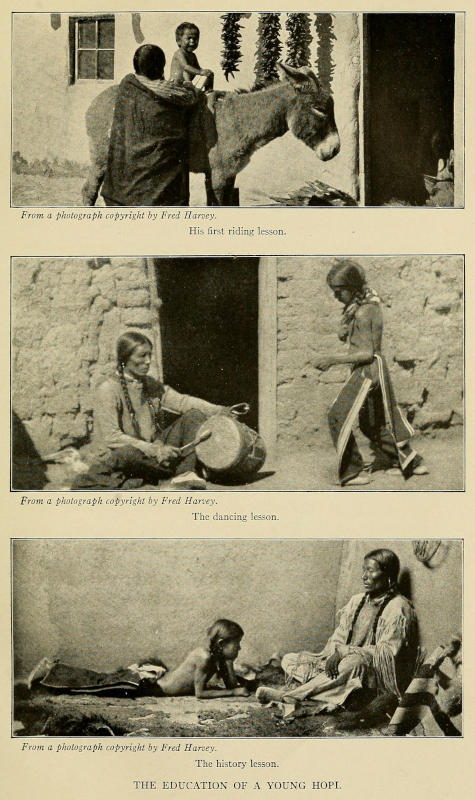 From a photograph copyright by Fred Harvey.
His first riding lesson.
From a photograph copyright by Fred Harvey.
The dancing lesson.
From a photograph copyright by Fred Harvey.
The history lesson.
THE EDUCATION OF A YOUNG HOPI.